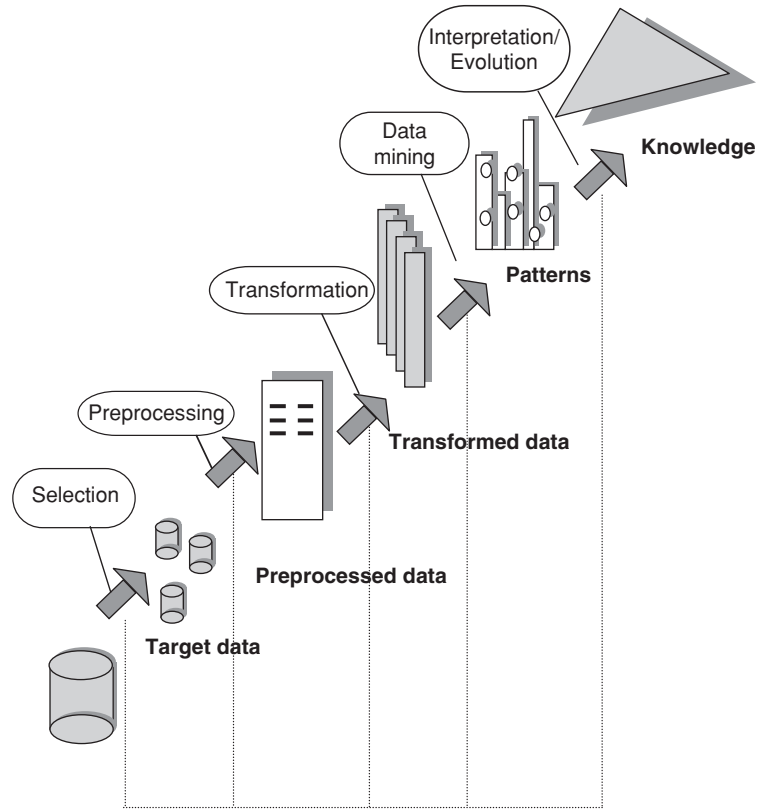 Interpretation/
Evolution
Knowledge
Data
mining
Patterns
Transformation
Transformed data
Preprocessing
Preprocessed data
Selection
Target data